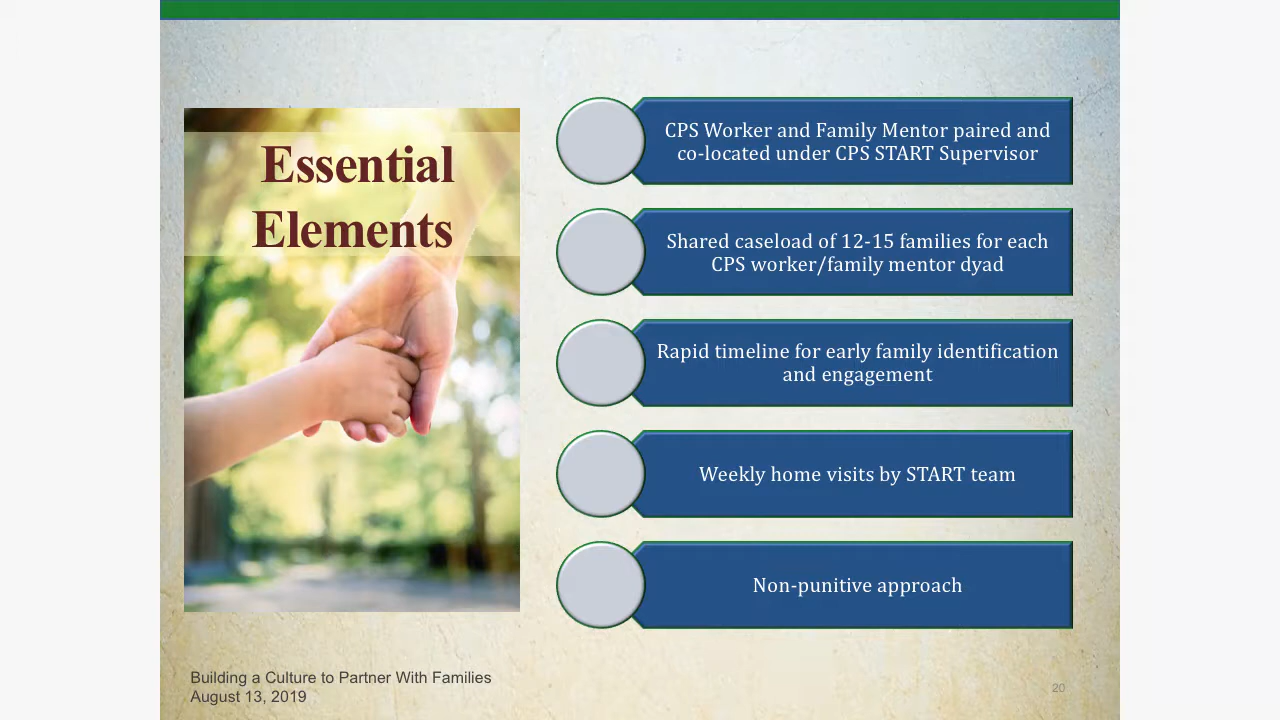 Essential
Elements
CPS Worker and Family Mentor paired and
co-located under CPS START Supervisor
Shared caseload of 12-15 families for each
CPS worker/family mentor dyad
Rapid timeline for early family identification
and engagement
Weekly home visits by START team
Non-punitive approach
Building a Culture to Partner With Families
August 13, 2019
20